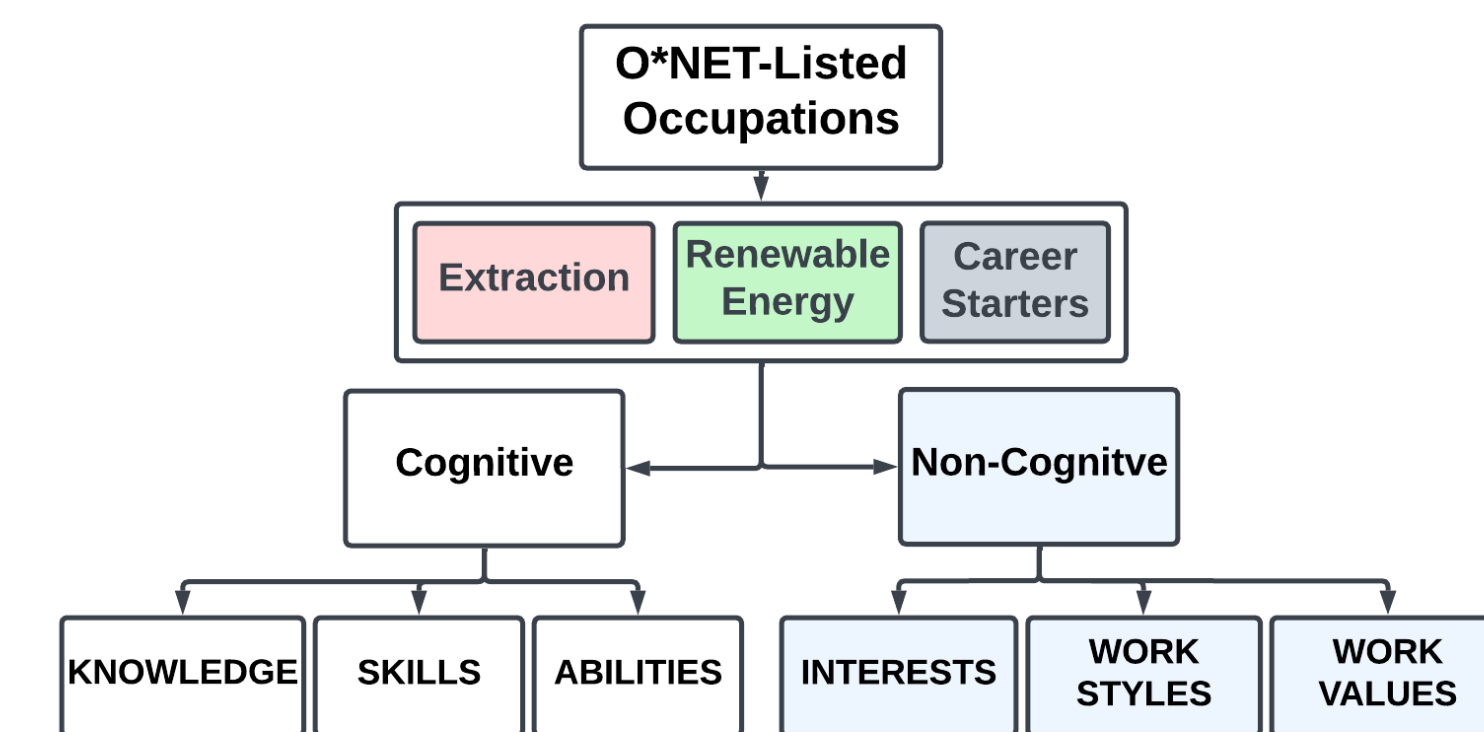 O*NET-Listed
Occupations
Extraction
Renewable
Energy
Career
Starters
Cognitive
Non-Cognitve
KNOWLEDGE
SKILLS
ABILITIES
INTERESTS
WORK
STYLES
WORK
VALUES